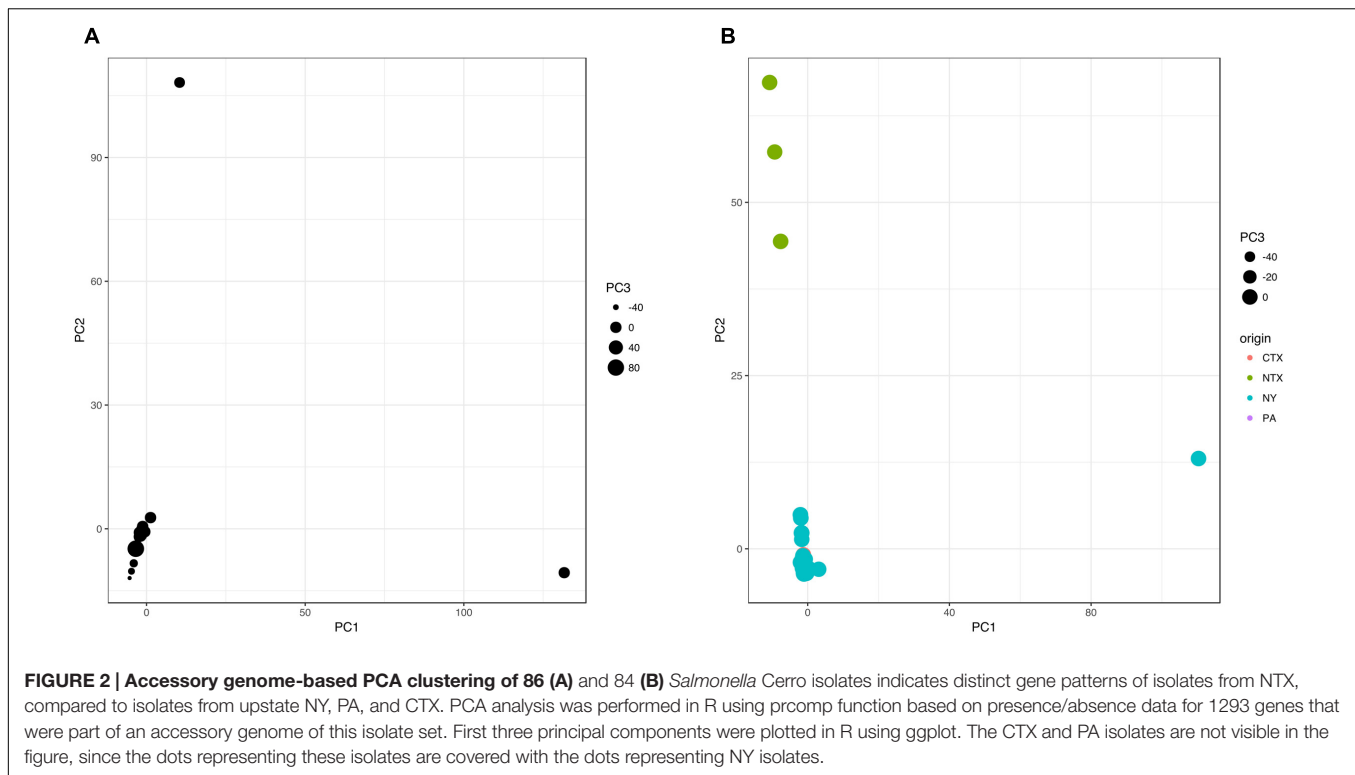 A
B
90
60
30
0
PC2
0
50
100
PC1
PC3
-40
0
40
80
50
25
0
PC2
0
40
80
PC1
PC3
-40
-20
0
origin
CTX
NTX
NY
PA
FIGURE 2 | Accessory genome-based PCA clustering of 86 (A) and 84 (B) Salmonella Cerro isolates indicates distinct gene patterns of isolates from NTX,
compared to isolates from upstate NY, PA, and CTX. PCA analysis was performed in R using prcomp function based on presence/absence data for 1293 genes that
were part of an accessory genome of this isolate set. First three principal components were plotted in R using ggplot. The CTX and PA isolates are not visible in the
figure, since the dots representing these isolates are covered with the dots representing NY isolates.